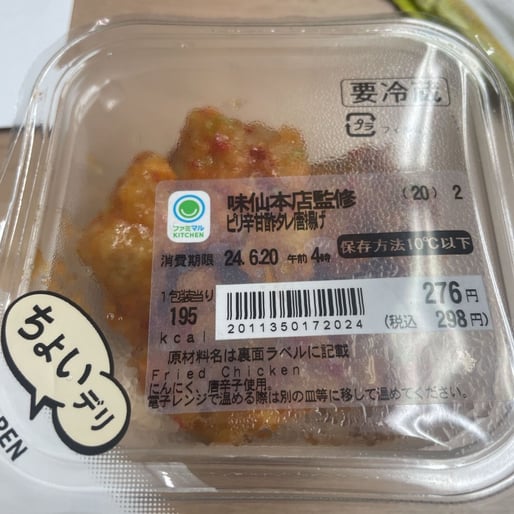 要冷蔵
プラ
ファミマル
KITCHEN
味仙本店監修
(20) 2
ピリ辛甘酢タレ唐揚げ
消費期限 24.6.20 午前 4時
保存方法10℃以下
1包装当り
195
kcal
2011350172024
276円
(税込 298円)
原材料名は裏面ラベルに記載
Fried Chicken
にんにく、唐辛子使用。
電子レンジで温める際は別の皿等に移して温めてください。
ちょい
デリ
PEN